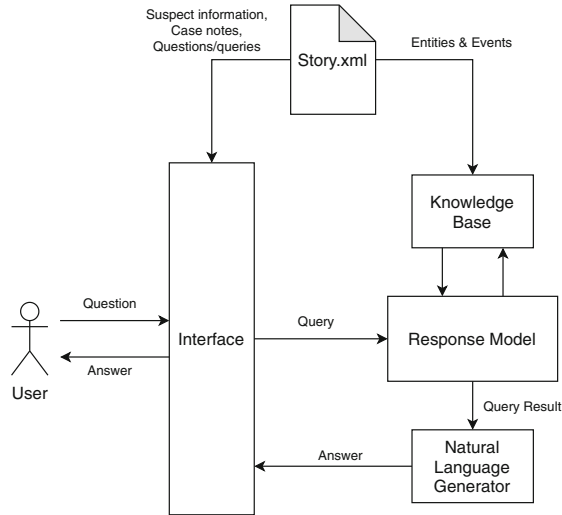 Suspect information,
Case notes,
Questions/queries
Story.xml
Entities & Events
Knowledge
Base
Question
Interface
Query
Response Model
Answer
User
Query Result
Answer
Natural
Language
Generator